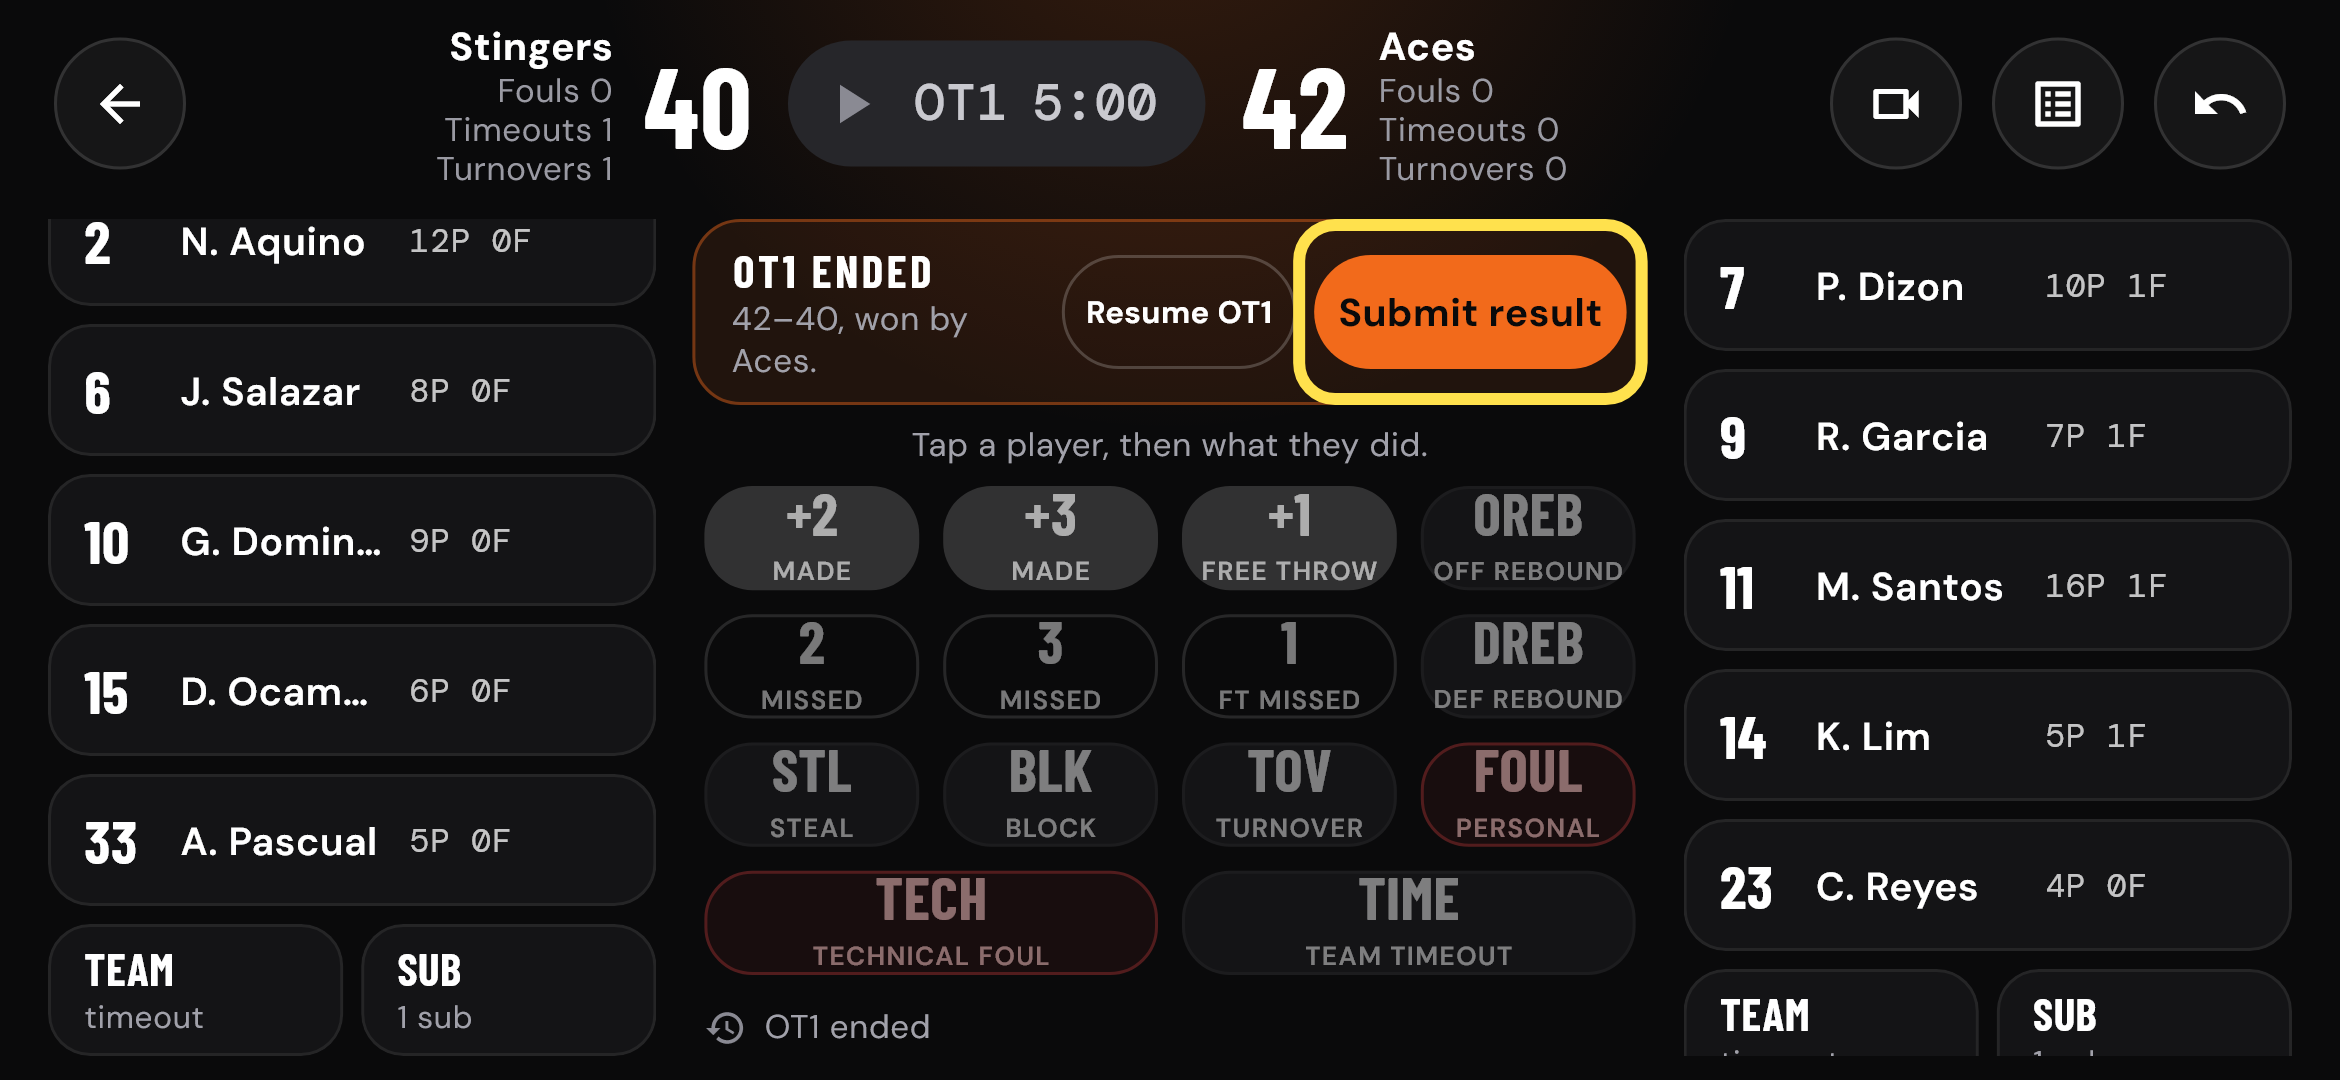 Stingers
Fouls 0
Timeouts 1
Turnovers 1
40
OT1 5:00
42
Aces
Fouls 0
Timeouts 0
Turnovers 0
2 N. Aquino 12P 0F
6 J. Salazar 8P 0F
10 G. Domin... 9P 0F
15 D. Ocam... 6P 0F
33 A. Pascual 5P 0F
TEAM
timeout
SUB
1 sub
OT1 ENDED
42–40, won by
Aces.
Resume OT1
Submit result
Tap a player, then what they did.
+2
MADE
+3
MADE
+1
FREE THROW
OREB
OFF REBOUND
2
MISSED
3
MISSED
1
FT MISSED
DREB
DEF REBOUND
STL
STEAL
BLK
BLOCK
TOV
TURNOVER
FOUL
PERSONAL
TECH
TECHNICAL FOUL
TIME
TEAM TIMEOUT
OT1 ended
7 P. Dizon 10P 1F
9 R. Garcia 7P 1F
11 M. Santos 16P 1F
14 K. Lim 5P 1F
23 C. Reyes 4P 0F
TEAM
SUB